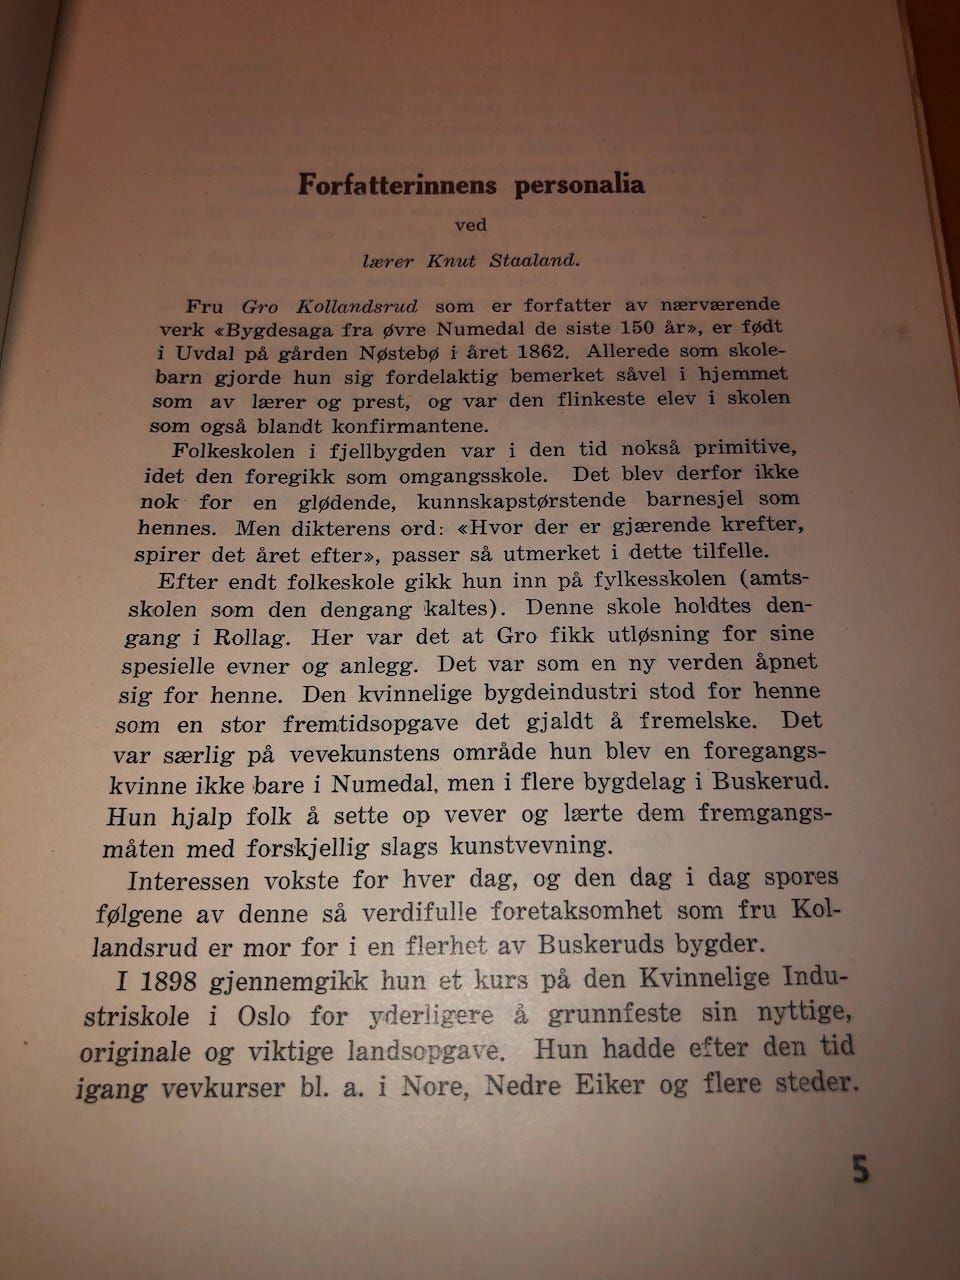 Forfatterinnens personalia
ved
lærer Knut Staaland.
Fru Gro Kollandsrud som er forfatter av nærværende
verk «Bygdesaga fra øvre Numedal de siste 150 år», er født
i Uvdal på gården Nøstebø i året 1862. Allerede som skole-
barn gjorde hun sig fordelaktig bemerket såvel i hjemmet
som av lærer og prest, og var den flinkeste elev i skolen
som også blandt konfirmantene.
Folkeskolen i fjellbygden var i den tid nokså primitive,
idet den foregikk som omgangsskole. Det blev derfor ikke
nok for en glødende, kunnskapstørstende barnesjel som
hennes. Men dikterens ord: «Hvor der er gjærende krefter,
spirer det året efter», passer så utmerket i dette tilfelle.
Efter endt folkeskole gikk hun inn på fylkesskolen (amts-
skolen som den dengang kaltes). Denne skole holdtes den-
gang i Rollag. Her var det at Gro fikk utløsning for sine
spesielle evner og anlegg. Det var som en ny verden åpnet
sig for henne. Den kvinnelige bygdeindustri stod for henne
som en stor fremtidsopgave det gjaldt å fremelske. Det
var særlig på vevekunstens område hun blev en foregangs-
kvinne ikke bare i Numedal, men i flere bygdelag i Buskerud.
Hun hjalp folk å sette op vever og lærte dem fremgangs-
måten med forskjellig slags kunstvevning.
Interessen vokste for hver dag, og den dag i dag spores
følgene av denne så verdifulle foretaksomhet som fru Kol-
landsrud er mor for i en flerhet av Buskeruds bygder.
I 1898 gjennemgikk hun et kurs på den Kvinnelige Indu-
striskole i Oslo for yderligere å grunnfeste sin nyttige,
originale og viktige landsopgave. Hun hadde efter den tid
igang vevkurser bl. a. i Nore, Nedre Eiker og flere steder.
5